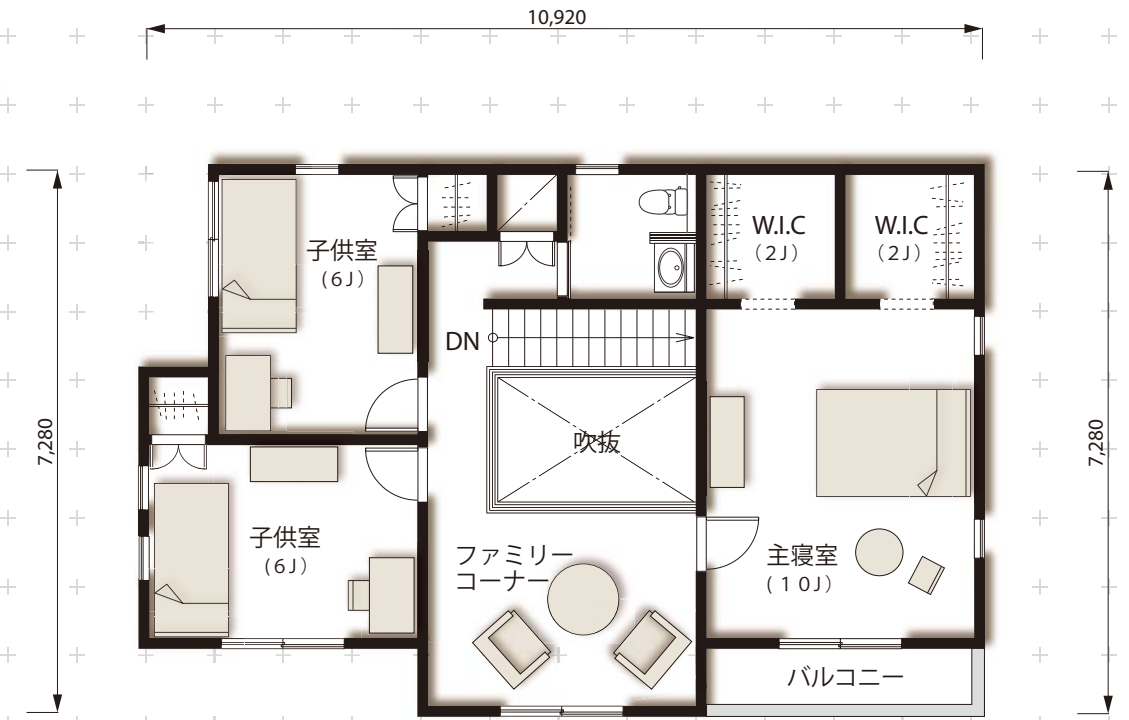 10,920
子供室
(6J)
W.I.C
(2J)
W.I.C
(2J)
DN
吹抜
7,280
7,280
子供室
(6J)
ファミリー
コーナー
主寝室
(10J)
バルコニー